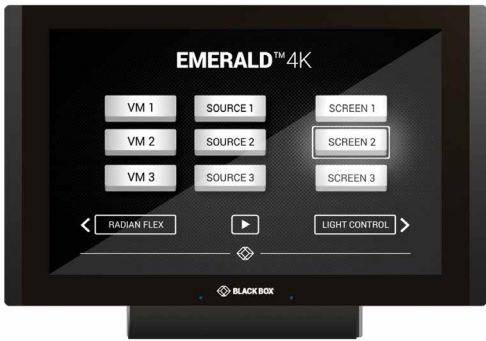 EMERALD™4K
VM 1 SOURCE 1 SCREEN 1
VM 2 SOURCE 2 SCREEN 2
VM 3 SOURCE 3 SCREEN 3
RADIAN FLEX LIGHT CONTROL
BLACK BOX